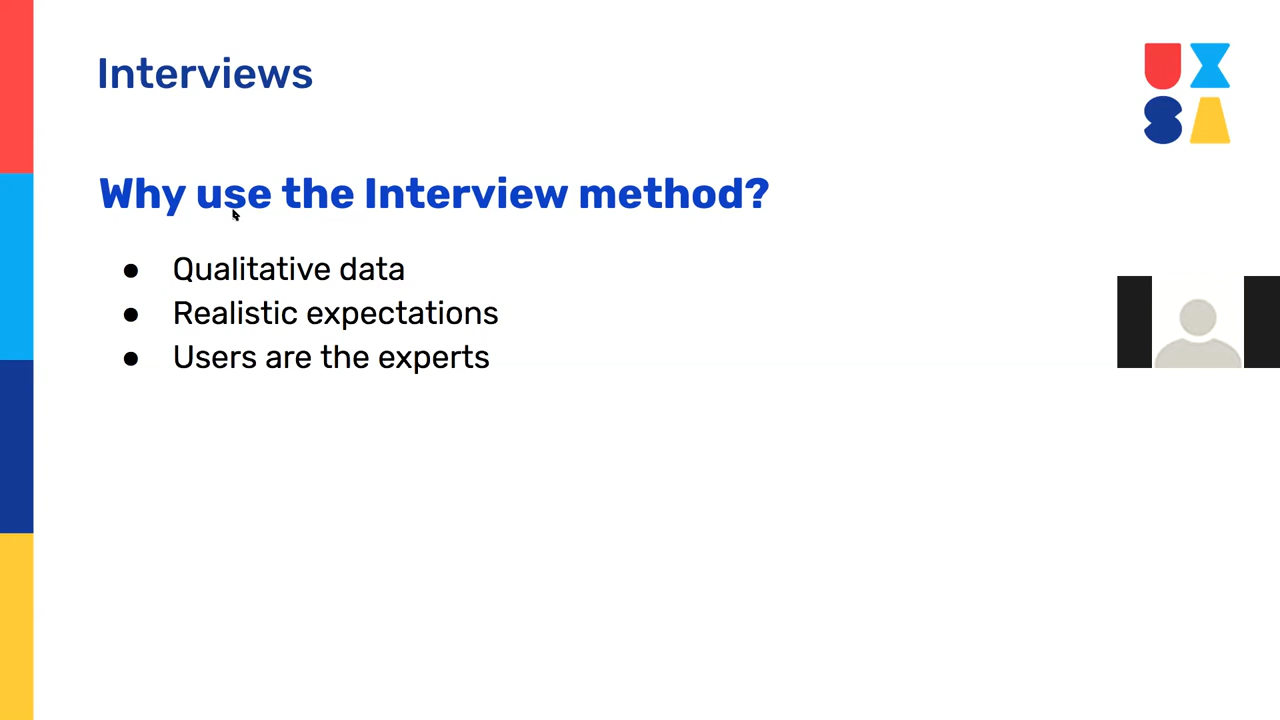 Interviews
UX
SA
Why use the Interview method?
● Qualitative data
● Realistic expectations
● Users are the experts